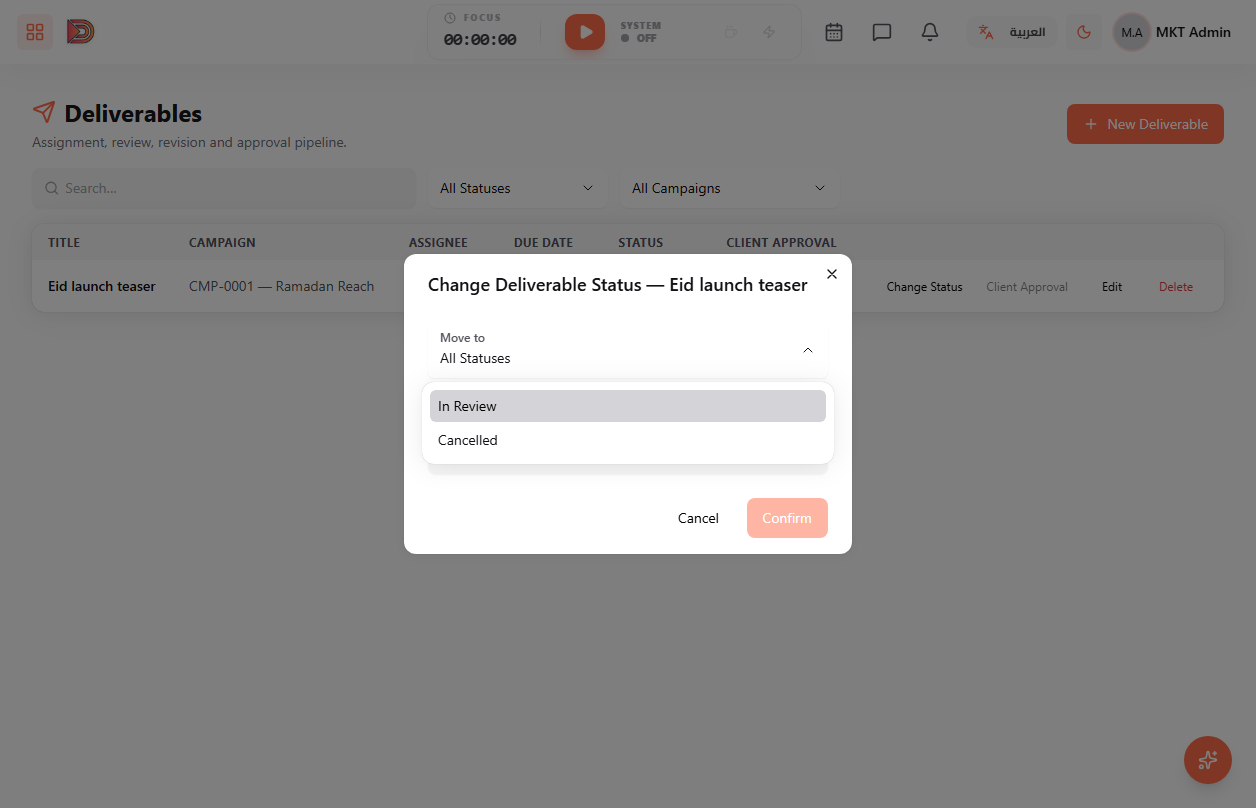 FOCUS
00:00:00
SYSTEM
OFF
العربية
M.A
MKT Admin
Deliverables
Assignment, review, revision and approval pipeline.
New Deliverable
Search...
All Statuses
All Campaigns
TITLE
CAMPAIGN
ASSIGNEE
DUE DATE
STATUS
CLIENT APPROVAL
Eid launch teaser
CMP-0001 — Ramadan Reach
Change Status
Client Approval
Edit
Delete
Change Deliverable Status — Eid launch teaser
Move to
All Statuses
In Review
Cancelled
Cancel
Confirm